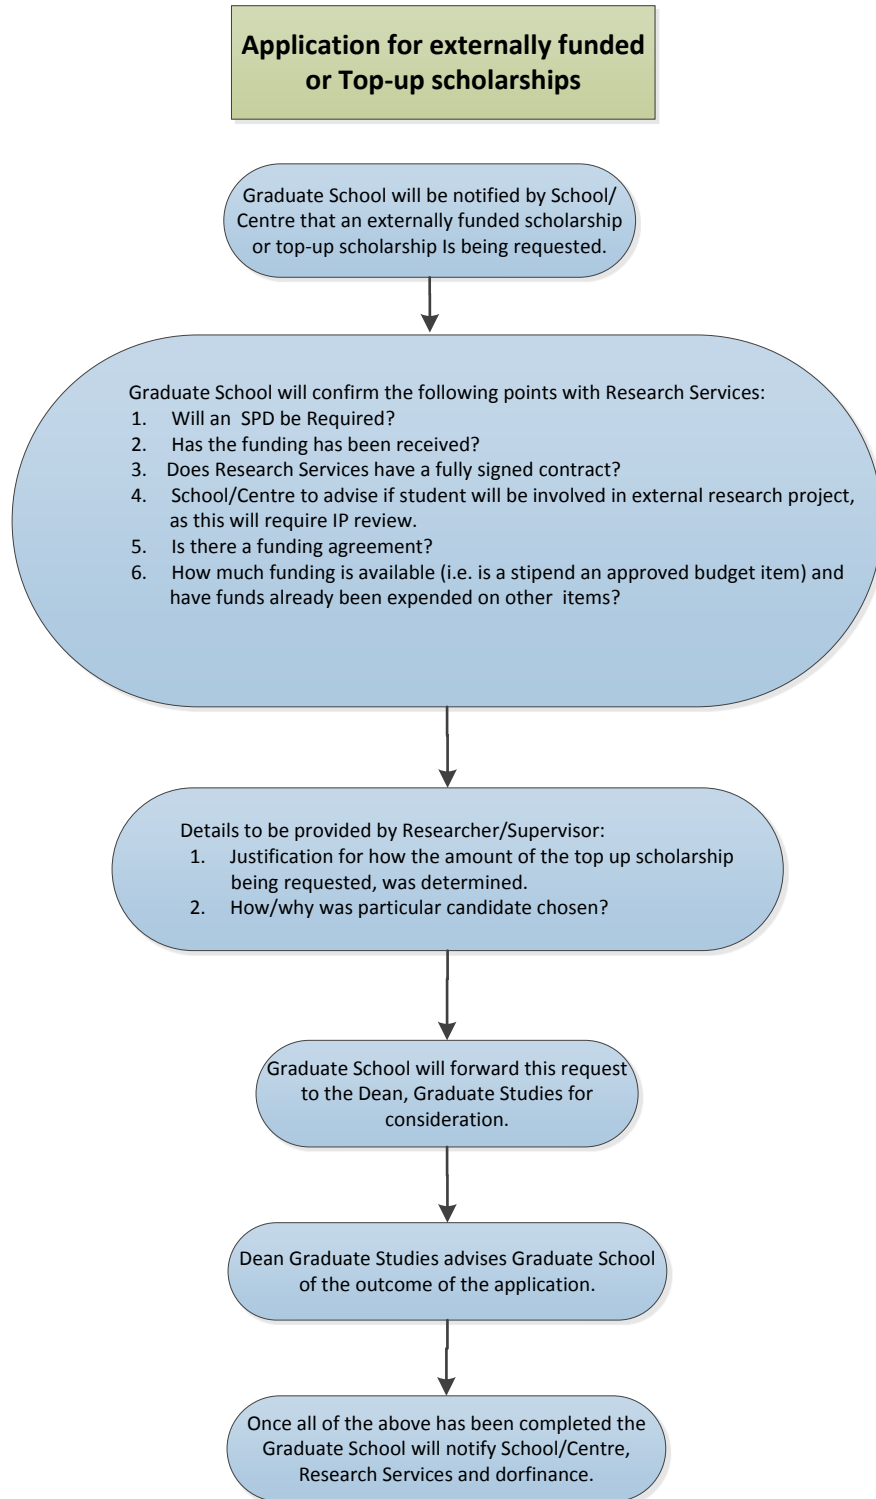 Application for externally funded
or Top-up scholarships
Graduate School will be notified by School/
Centre that an externally funded scholarship
or top-up scholarship Is being requested.
Graduate School will confirm the following points with Research Services:
1. Will an SPD be Required?
2. Has the funding has been received?
3. Does Research Services have a fully signed contract?
4. School/Centre to advise if student will be involved in external research project,
as this will require IP review.
5. Is there a funding agreement?
6. How much funding is available (i.e. is a stipend an approved budget item) and
have funds already been expended on other items?
Details to be provided by Researcher/Supervisor:
1. Justification for how the amount of the top up scholarship
being requested, was determined.
2. How/why was particular candidate chosen?
Graduate School will forward this request
to the Dean, Graduate Studies for
consideration.
Dean Graduate Studies advises Graduate School
of the outcome of the application.
Once all of the above has been completed the
Graduate School will notify School/Centre,
Research Services and dorfinance.